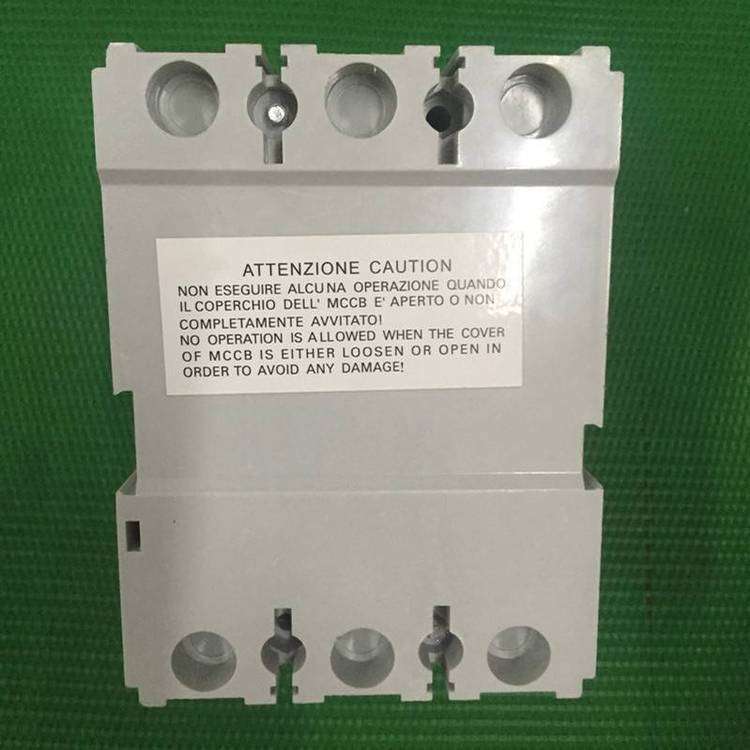 ATTENZIONE CAUTION
NON ESEGUIRE ALCUNA OPERAZIONE QUANDO
IL COPERCHIO DELL' MCCB E' APERTO O NON
COMPLETAMENTE AVVITATO!
NO OPERATION IS ALLOWED WHEN THE COVER
OF MCCB IS EITHER LOOSEN OR OPEN IN
ORDER TO AVOID ANY DAMAGE!